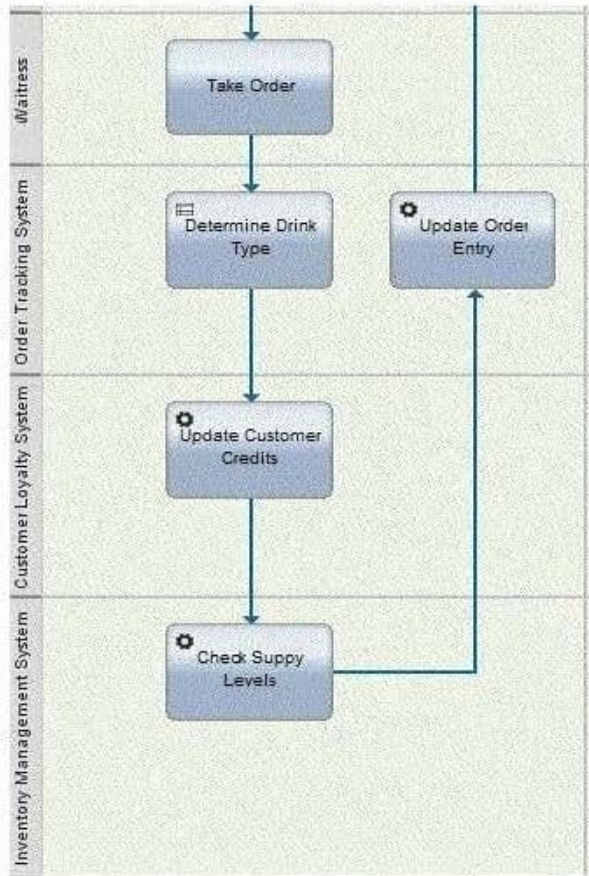 Waitress
Take Order
Order Tracking System
Determine Drink
Type
Update Order
Entry
Customer Loyalty System
Update Customer
Credits
Inventory Management System
Check Suppy
Levels